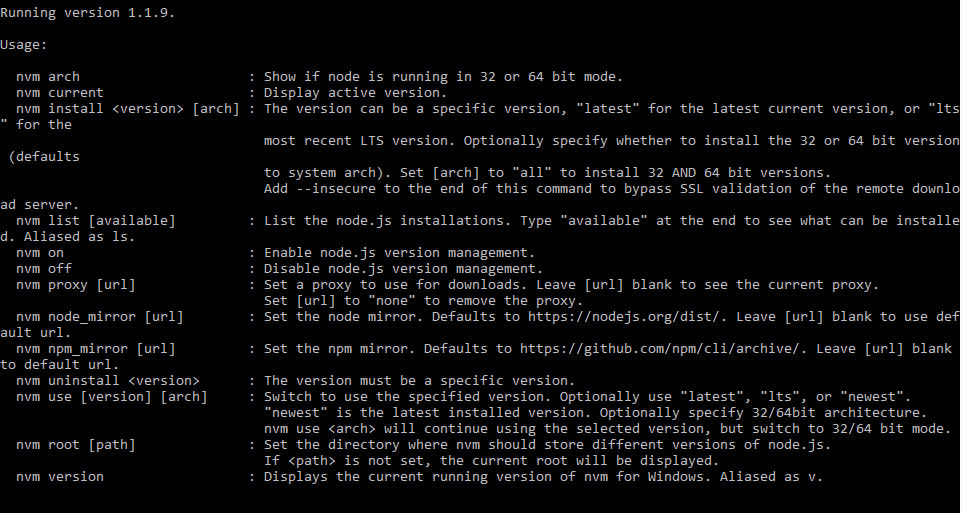 Running version 1.1.9.

Usage:

  nvm arch                     : Show if node is running in 32 or 64 bit mode.
  nvm current                  : Display active version.
  nvm install <version> [arch] : The version can be a specific version, "latest" for the latest current version, or "lts
" for the
                                 most recent LTS version. Optionally specify whether to install the 32 or 64 bit version
 (defaults
                                 to system arch). Set [arch] to "all" to install 32 AND 64 bit versions.
                                 Add --insecure to the end of this command to bypass SSL validation of the remote downlo
ad server.
  nvm list [available]         : List the node.js installations. Type "available" at the end to see what can be installe
d. Aliased as ls.
  nvm on                       : Enable node.js version management.
  nvm off                      : Disable node.js version management.
  nvm proxy [url]              : Set a proxy to use for downloads. Leave [url] blank to see the current proxy.
                                 Set [url] to "none" to remove the proxy.
  nvm node_mirror [url]        : Set the node mirror. Defaults to https://nodejs.org/dist/. Leave [url] blank to use def
ault url.
  nvm npm_mirror [url]         : Set the npm mirror. Defaults to https://github.com/npm/cli/archive/. Leave [url] blank
to default url.
  nvm uninstall <version>      : The version must be a specific version.
  nvm use [version] [arch]     : Switch to use the specified version. Optionally use "latest", "lts", or "newest".
                                 "newest" is the latest installed version. Optionally specify 32/64bit architecture.
                                 nvm use <arch> will continue using the selected version, but switch to 32/64 bit mode.
  nvm root [path]              : Set the directory where nvm should store different versions of node.js.
                                 If <path> is not set, the current root will be displayed.
  nvm version                  : Displays the current running version of nvm for Windows. Aliased as v.